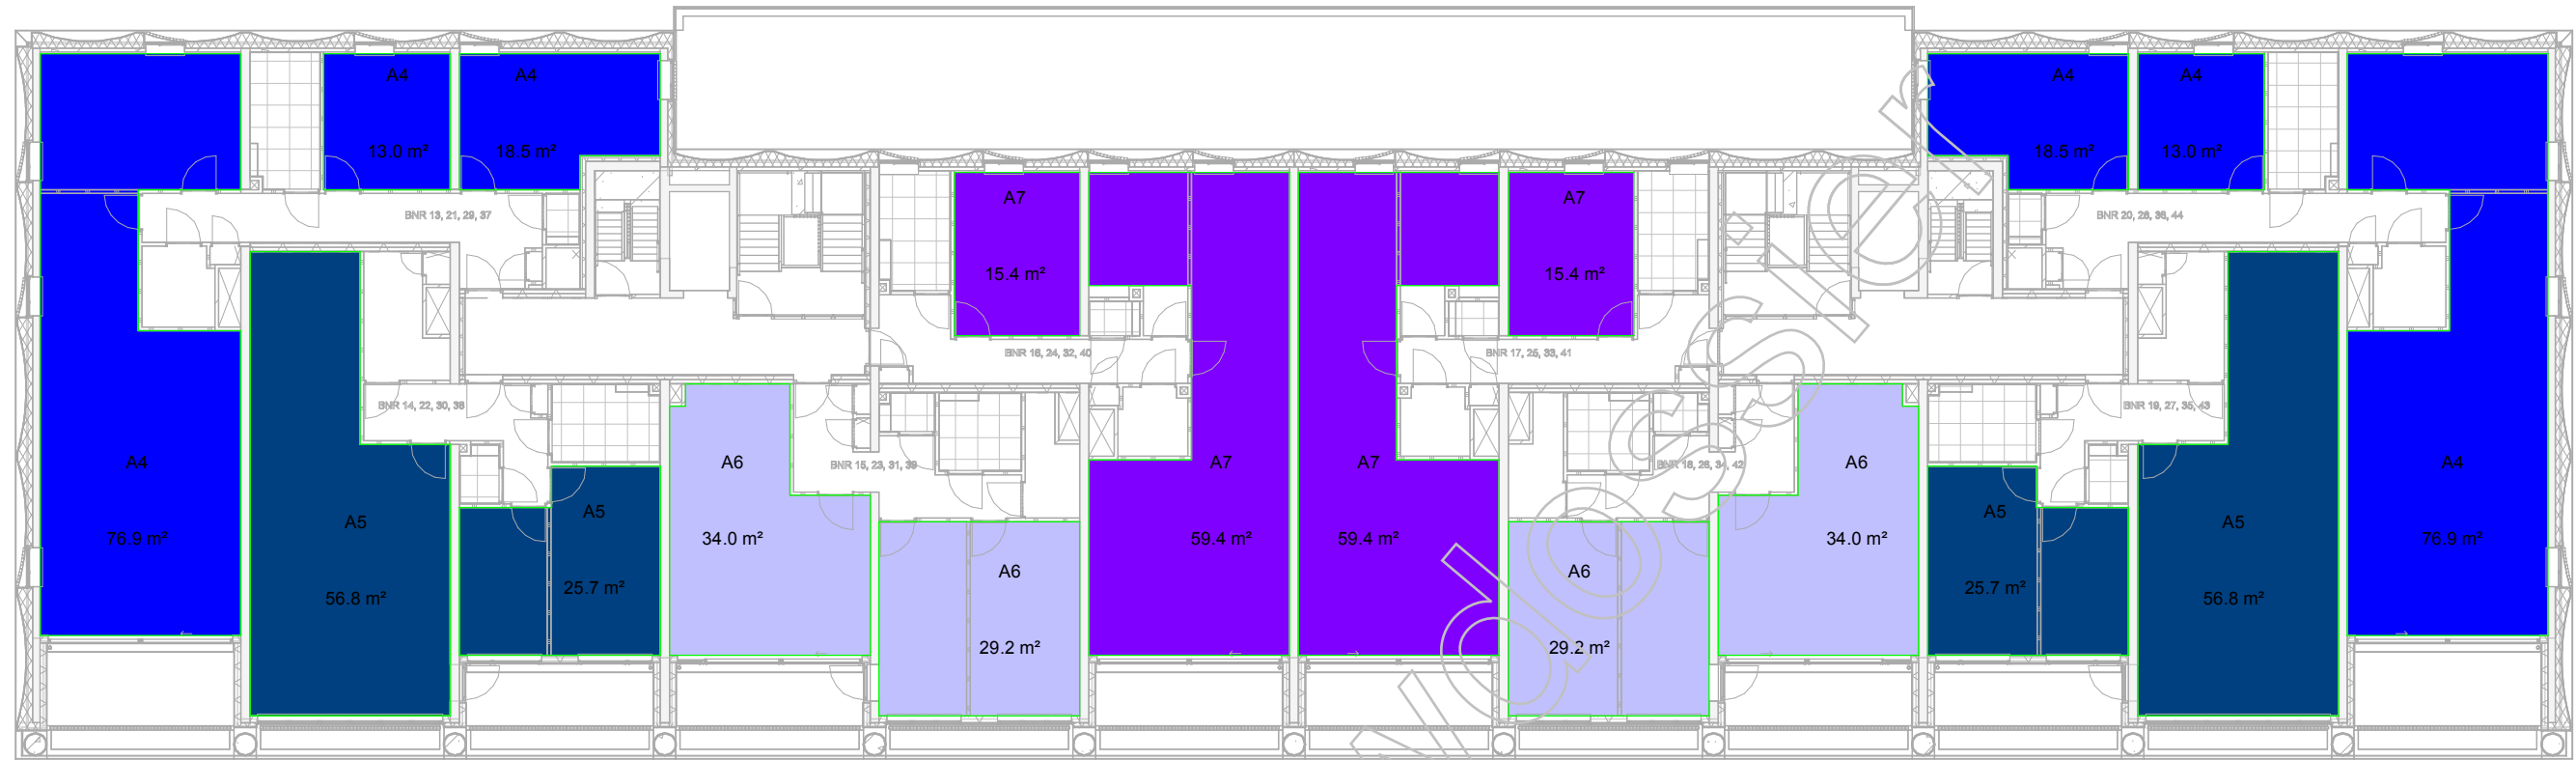 A4
A4
A4
A4
13.0 m²
18.5 m²
18.5 m²
13.0 m²
A7
A7
BNR 13, 21, 29, 37
BNR 20, 28, 36, 44
15.4 m²
15.4 m²
BNR 16, 24, 32, 40
BNR 17, 25, 33, 41
BNR 14, 22, 30, 38
BNR 19, 27, 35, 43
A4
A6
BNR 15, 23, 31, 39
A7
A7
BNR 18, 26, 34, 42
A6
A4
A5
A5
A5
A5
76.9 m²
34.0 m²
59.4 m²
59.4 m²
34.0 m²
76.9 m²
A6
A6
56.8 m²
25.7 m²
25.7 m²
56.8 m²
29.2 m²
29.2 m²